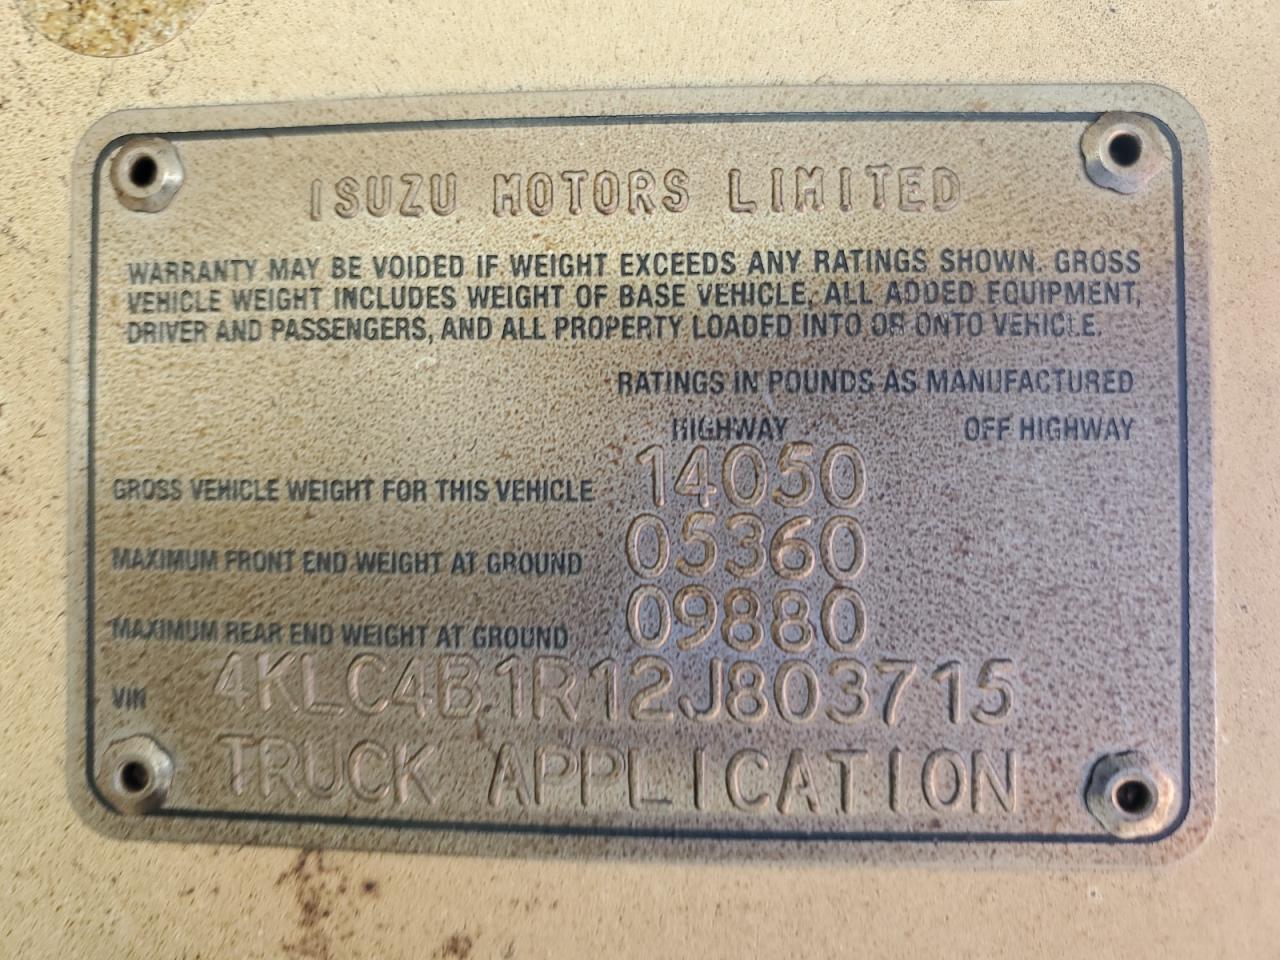 ISUZU MOTORS LIMITED
WARRANTY MAY BE VOIDED IF WEIGHT EXCEEDS ANY RATINGS SHOWN. GROSS
VEHICLE WEIGHT INCLUDES WEIGHT OF BASE VEHICLE, ALL ADDED EQUIPMENT,
DRIVER AND PASSENGERS, AND ALL PROPERTY LOADED INTO OR ONTO VEHICLE.
RATINGS IN POUNDS AS MANUFACTURED
HIGHWAY OFF HIGHWAY
GROSS VEHICLE WEIGHT FOR THIS VEHICLE 14050
MAXIMUM FRONT END WEIGHT AT GROUND 05360
MAXIMUM REAR END WEIGHT AT GROUND 09880
VIN 4KLC4B1R12J803715
TRUCK APPLICATION